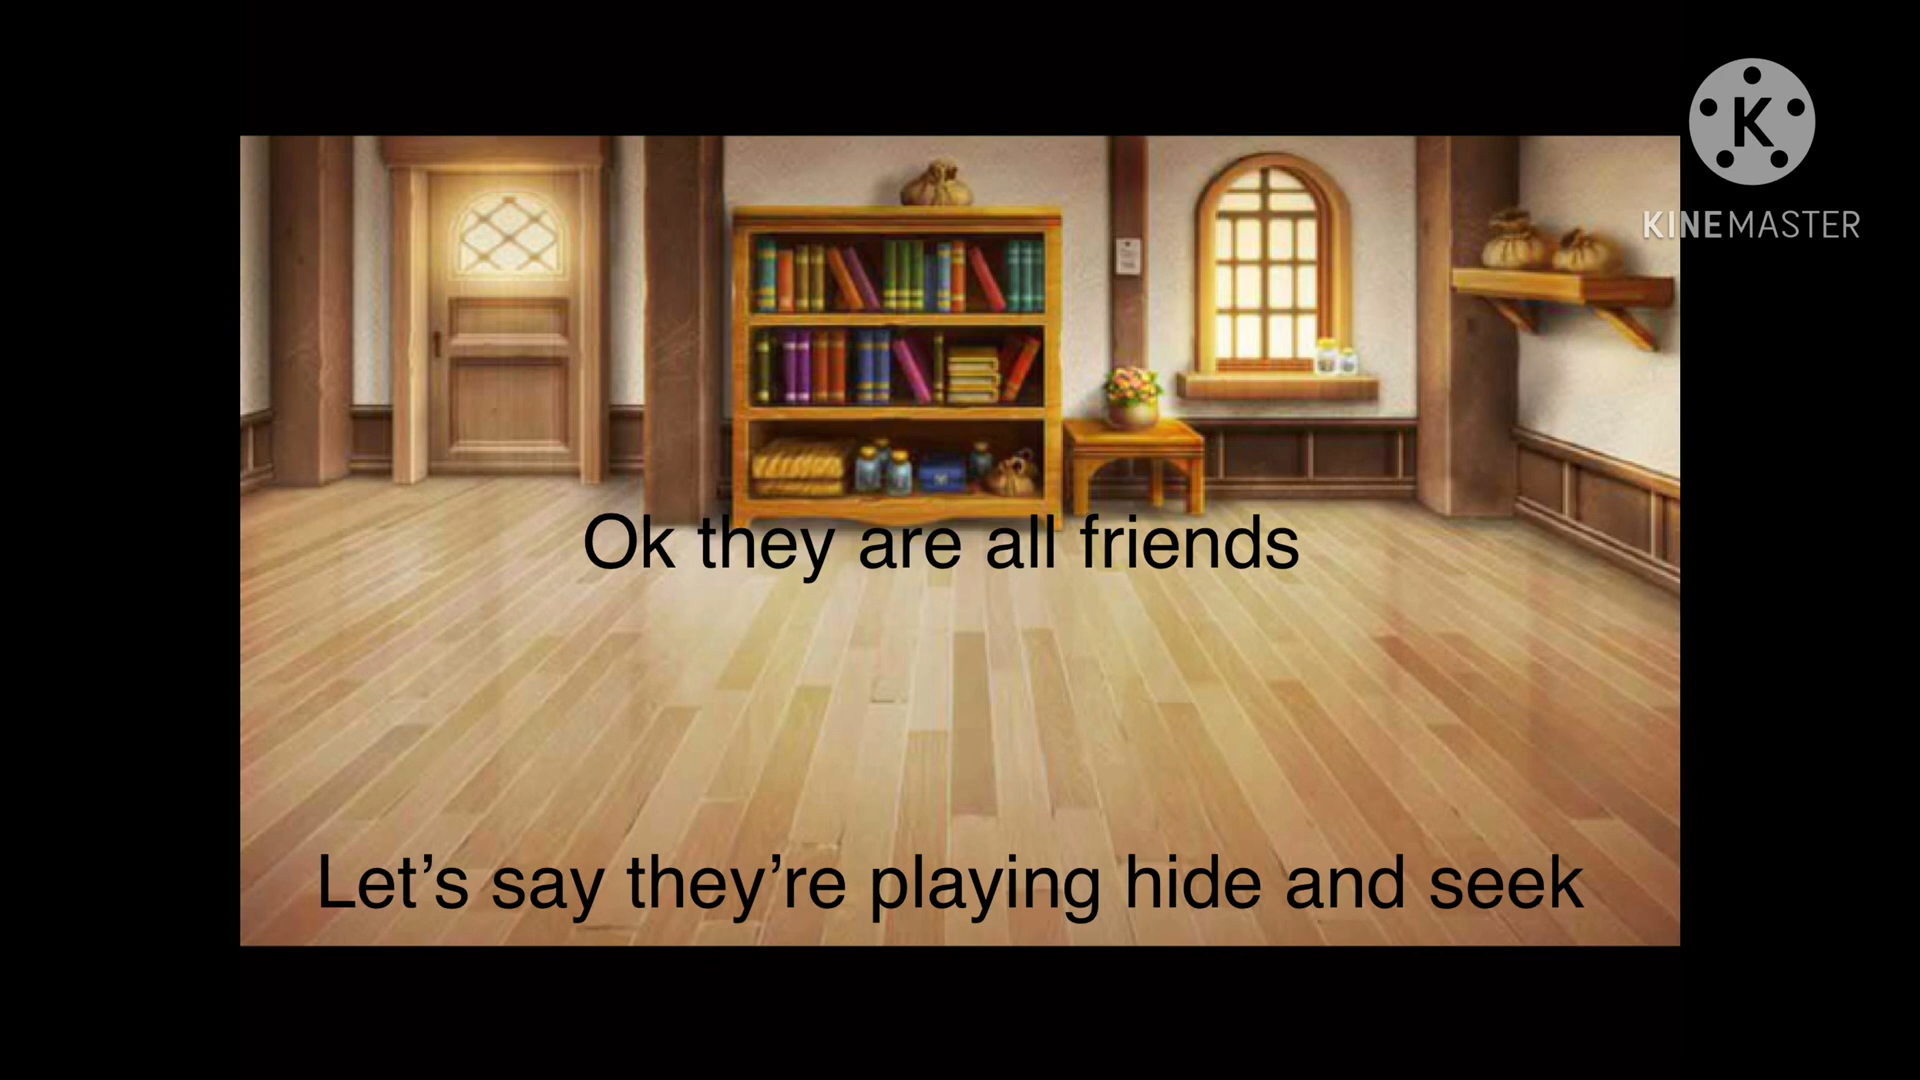 K
KINEMASTER
Ok they are all friends
Let’s say they’re playing hide and seek